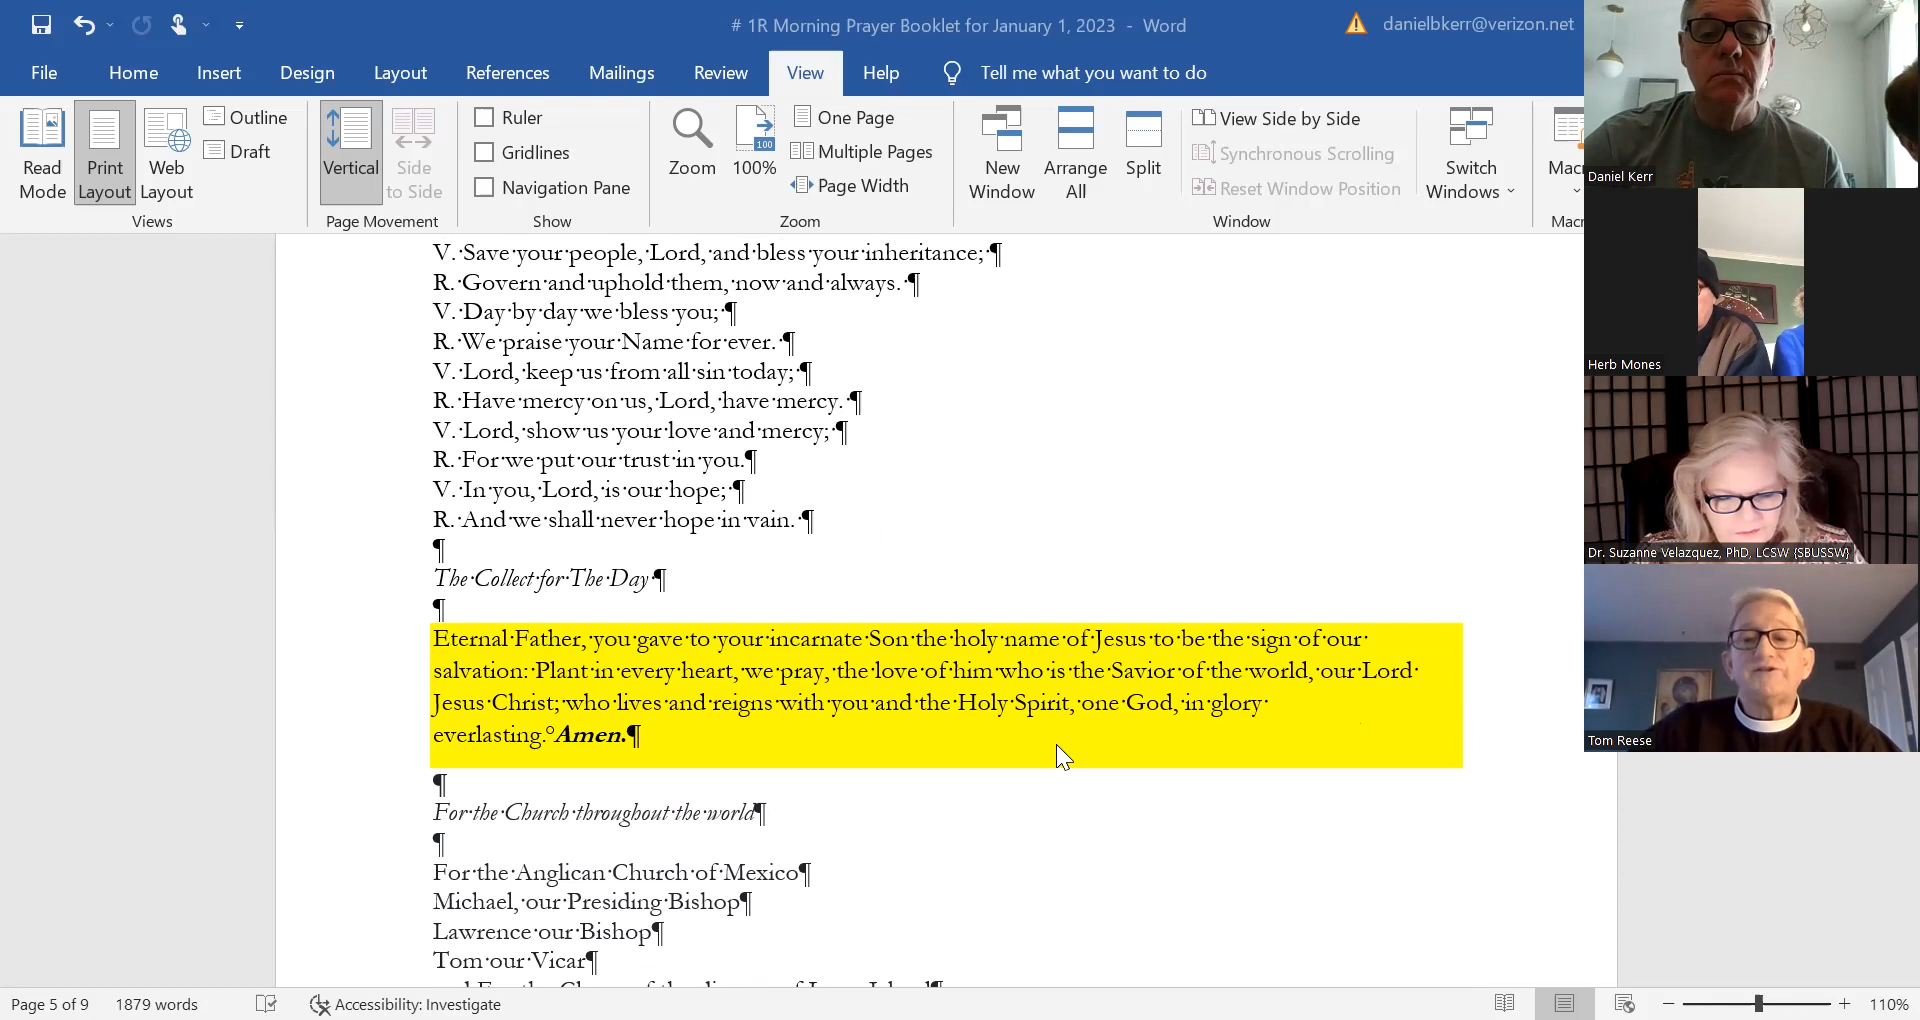 # 1R Morning Prayer Booklet for January 1, 2023 - Word
danielbkerr@verizon.net
File Home Insert Design Layout References Mailings Review View Help Tell me what you want to do
Read Mode
Print Layout
Web Layout
Outline
Draft
Views
Vertical
Side to Side
Page Movement
Ruler
Gridlines
Navigation Pane
Show
Zoom
100
100%
One Page
Multiple Pages
Page Width
Zoom
New Window
Arrange All
Split
View Side by Side
Synchronous Scrolling
Reset Window Position
Window
Switch Windows
Mac
Mac
V. Save your people, Lord, and bless your inheritance; ¶
R. Govern and uphold them, now and always. ¶
V. Day by day we bless you; ¶
R. We praise your Name for ever. ¶
V. Lord, keep us from all sin today; ¶
R. Have mercy on us, Lord, have mercy. ¶
V. Lord, show us your love and mercy; ¶
R. For we put our trust in you.¶
V. In you, Lord, is our hope; ¶
R. And we shall never hope in vain. ¶
¶
The Collect for The Day ¶
¶
Eternal Father, you gave to your incarnate Son the holy name of Jesus to be the sign of our
salvation: Plant in every heart, we pray, the love of him who is the Savior of the world, our Lord
Jesus Christ; who lives and reigns with you and the Holy Spirit, one God, in glory
everlasting.°Amen.¶
¶
For the Church throughout the world¶
¶
For the Anglican Church of Mexico¶
Michael, our Presiding Bishop¶
Lawrence our Bishop¶
Tom our Vicar¶
Page 5 of 9 1879 words Accessibility: Investigate 110%
Daniel Kerr
Herb Mones
Dr. Suzanne Velazquez, PhD, LCSW {SBUSSW}
Tom Reese